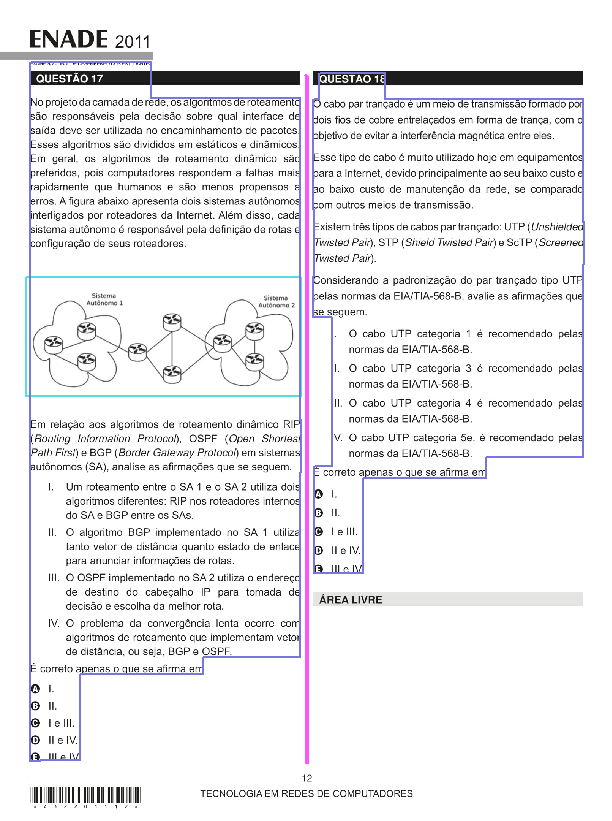 ENADE 2011
QUESTÃO 17
No projeto da camada de rede, os algoritmos de roteamento
são responsáveis pela decisão sobre qual interface de
saída deve ser utilizada no encaminhamento de pacotes.
Esses algoritmos são divididos em estáticos e dinâmicos.
Em geral, os algoritmos de roteamento dinâmico são
preferidos, pois computadores respondem a falhas mais
rapidamente que humanos e são menos propensos a
erros. A figura abaixo apresenta dois sistemas autônomos
interligados por roteadores da Internet. Além disso, cada
sistema autônomo é responsável pela definição de rotas e
configuração de seus roteadores.
Sistema
Autônomo 1
Sistema
Autônomo 2
Em relação aos algoritmos de roteamento dinâmico RIP
(Routing Information Protocol), OSPF (Open Shortest
Path First) e BGP (Border Gateway Protocol) em sistemas
autônomos (SA), analise as afirmações que se seguem.
I. Um roteamento entre o SA 1 e o SA 2 utiliza dois
algoritmos diferentes: RIP nos roteadores internos
do SA e BGP entre os SAs.
II. O algoritmo BGP implementado no SA 1 utiliza
tanto vetor de distância quanto estado de enlace
para anunciar informações de rotas.
III. O OSPF implementado no SA 2 utiliza o endereço
de destino do cabeçalho IP para tomada de
decisão e escolha da melhor rota.
IV. O problema da convergência lenta ocorre com
algoritmos de roteamento que implementam vetor
de distância, ou seja, BGP e OSPF.
É correto apenas o que se afirma em
A I.
B II.
C I e III.
D II e IV.
E III e IV
QUESTÃO 18
O cabo par trançado é um meio de transmissão formado por
dois fios de cobre entrelaçados em forma de trança, com o
objetivo de evitar a interferência magnética entre eles.
Esse tipo de cabo é muito utilizado hoje em equipamentos
para a Internet, devido principalmente ao seu baixo custo e
ao baixo custo de manutenção da rede, se comparado
com outros meios de transmissão.
Existem três tipos de cabos par trançado: UTP (Unshielded
Twisted Pair), STP (Shield Twisted Pair) e ScTP (Screened
Twisted Pair).
Considerando a padronização do par trançado tipo UTP
pelas normas da EIA/TIA-568-B, avalie as afirmações que
se seguem.
I. O cabo UTP categoria 1 é recomendado pelas
normas da EIA/TIA-568-B.
II. O cabo UTP categoria 3 é recomendado pelas
normas da EIA/TIA-568-B.
III. O cabo UTP categoria 4 é recomendado pelas
normas da EIA/TIA-568-B.
IV. O cabo UTP categoria 5e. é recomendado pelas
normas da EIA/TIA-568-B.
É correto apenas o que se afirma em
A I.
B II.
C I e III.
D II e IV.
E III e IV
ÁREA LIVRE
12
TECNOLOGIA EM REDES DE COMPUTADORES